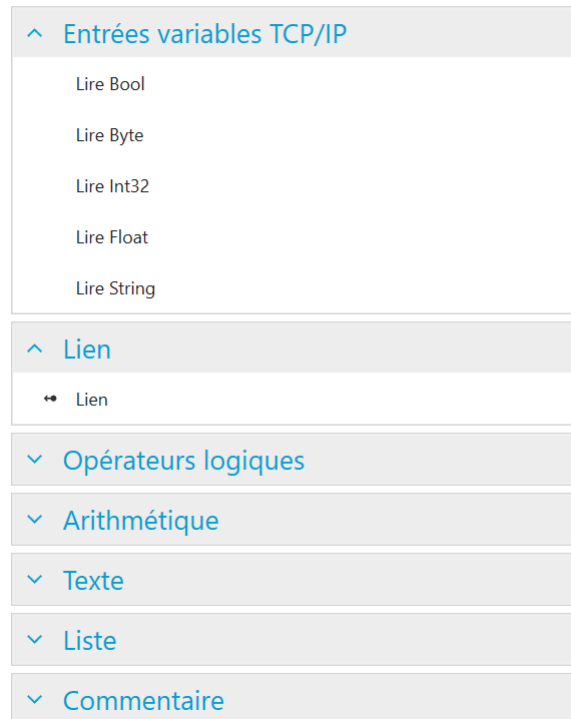 Entrées variables TCP/IP
Lire Bool
Lire Byte
Lire Int32
Lire Float
Lire String
Lien
Lien
Opérateurs logiques
Arithmétique
Texte
Liste
Commentaire